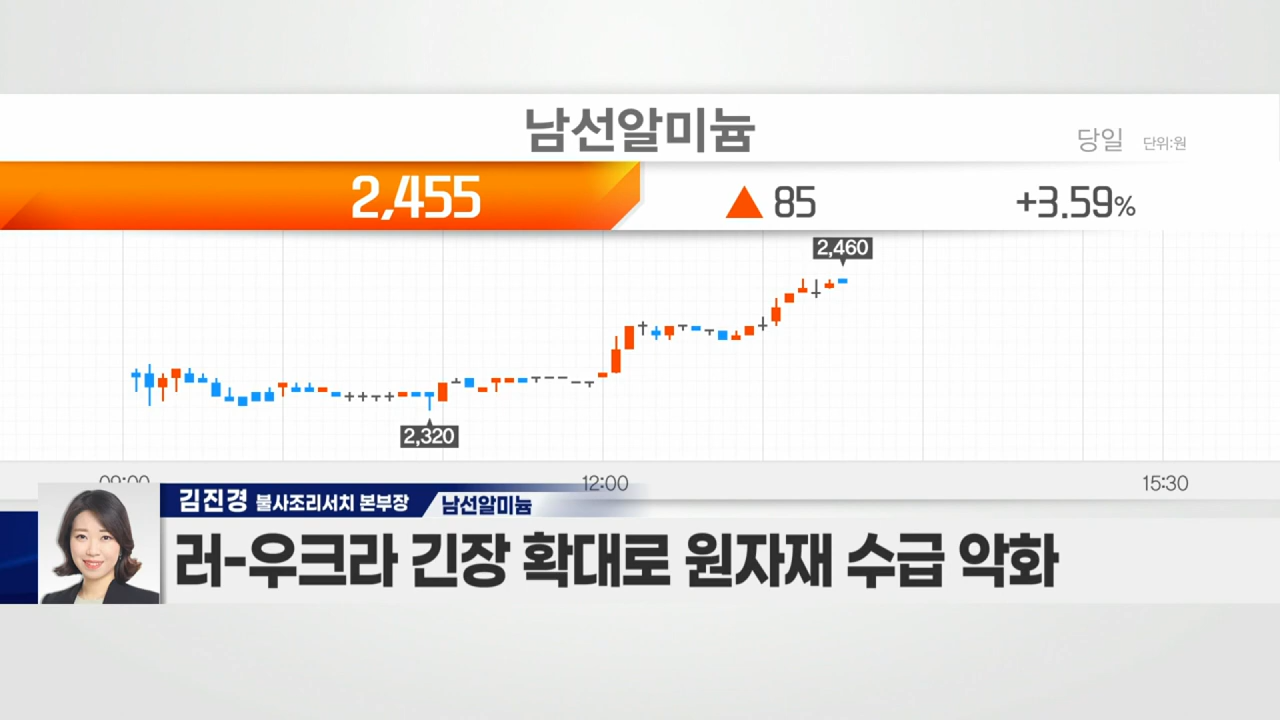 남선알미늄
당일 단위:원
2,455 ▲ 85 +3.59%
2,460
2,320
09:00 12:00 15:30
김진경 불사조리서치 본부장 남선알미늄
러-우크라 긴장 확대로 원자재 수급 악화